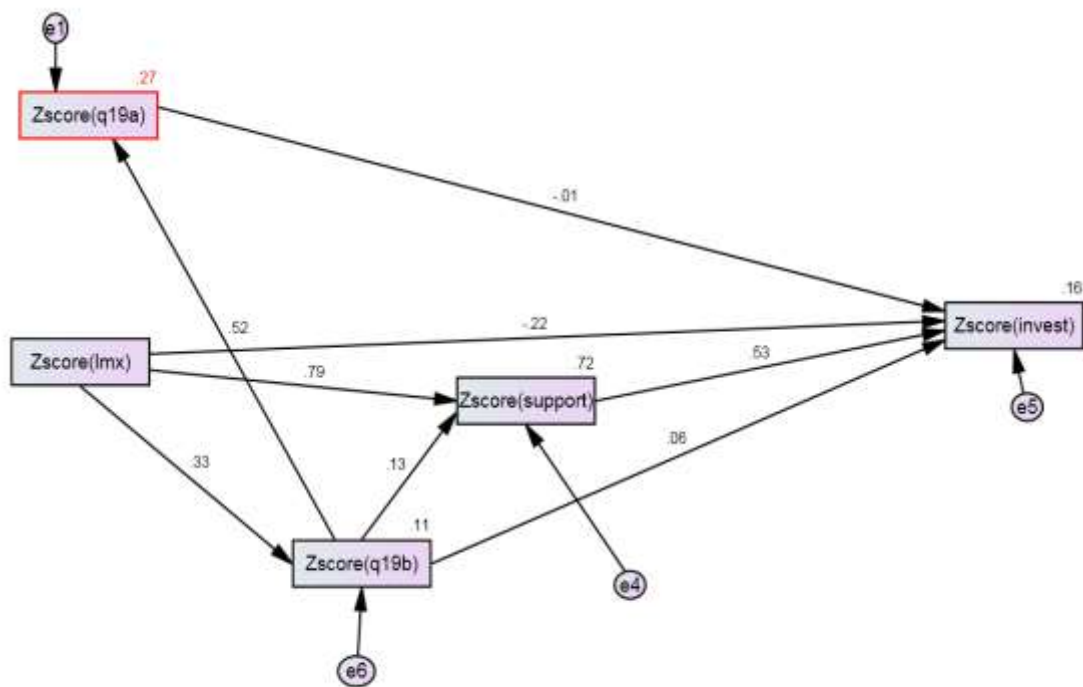 e1
.27
Zscore(q19a)
-.01
.16
Zscore(invest)
.52
-.22
Zscore(lmx)
.79
.72
.53
Zscore(support)
e5
.33
.13
.06
.11
Zscore(q19b)
e4
e6